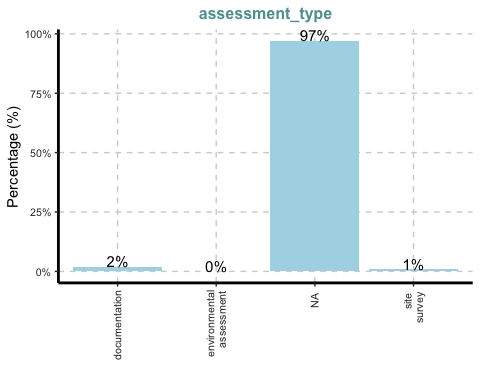 assessment_type
Percentage (%)
100%
75%
50%
25%
0%
2%
0%
97%
1%
documentation
environmental
assessment
NA
site
survey